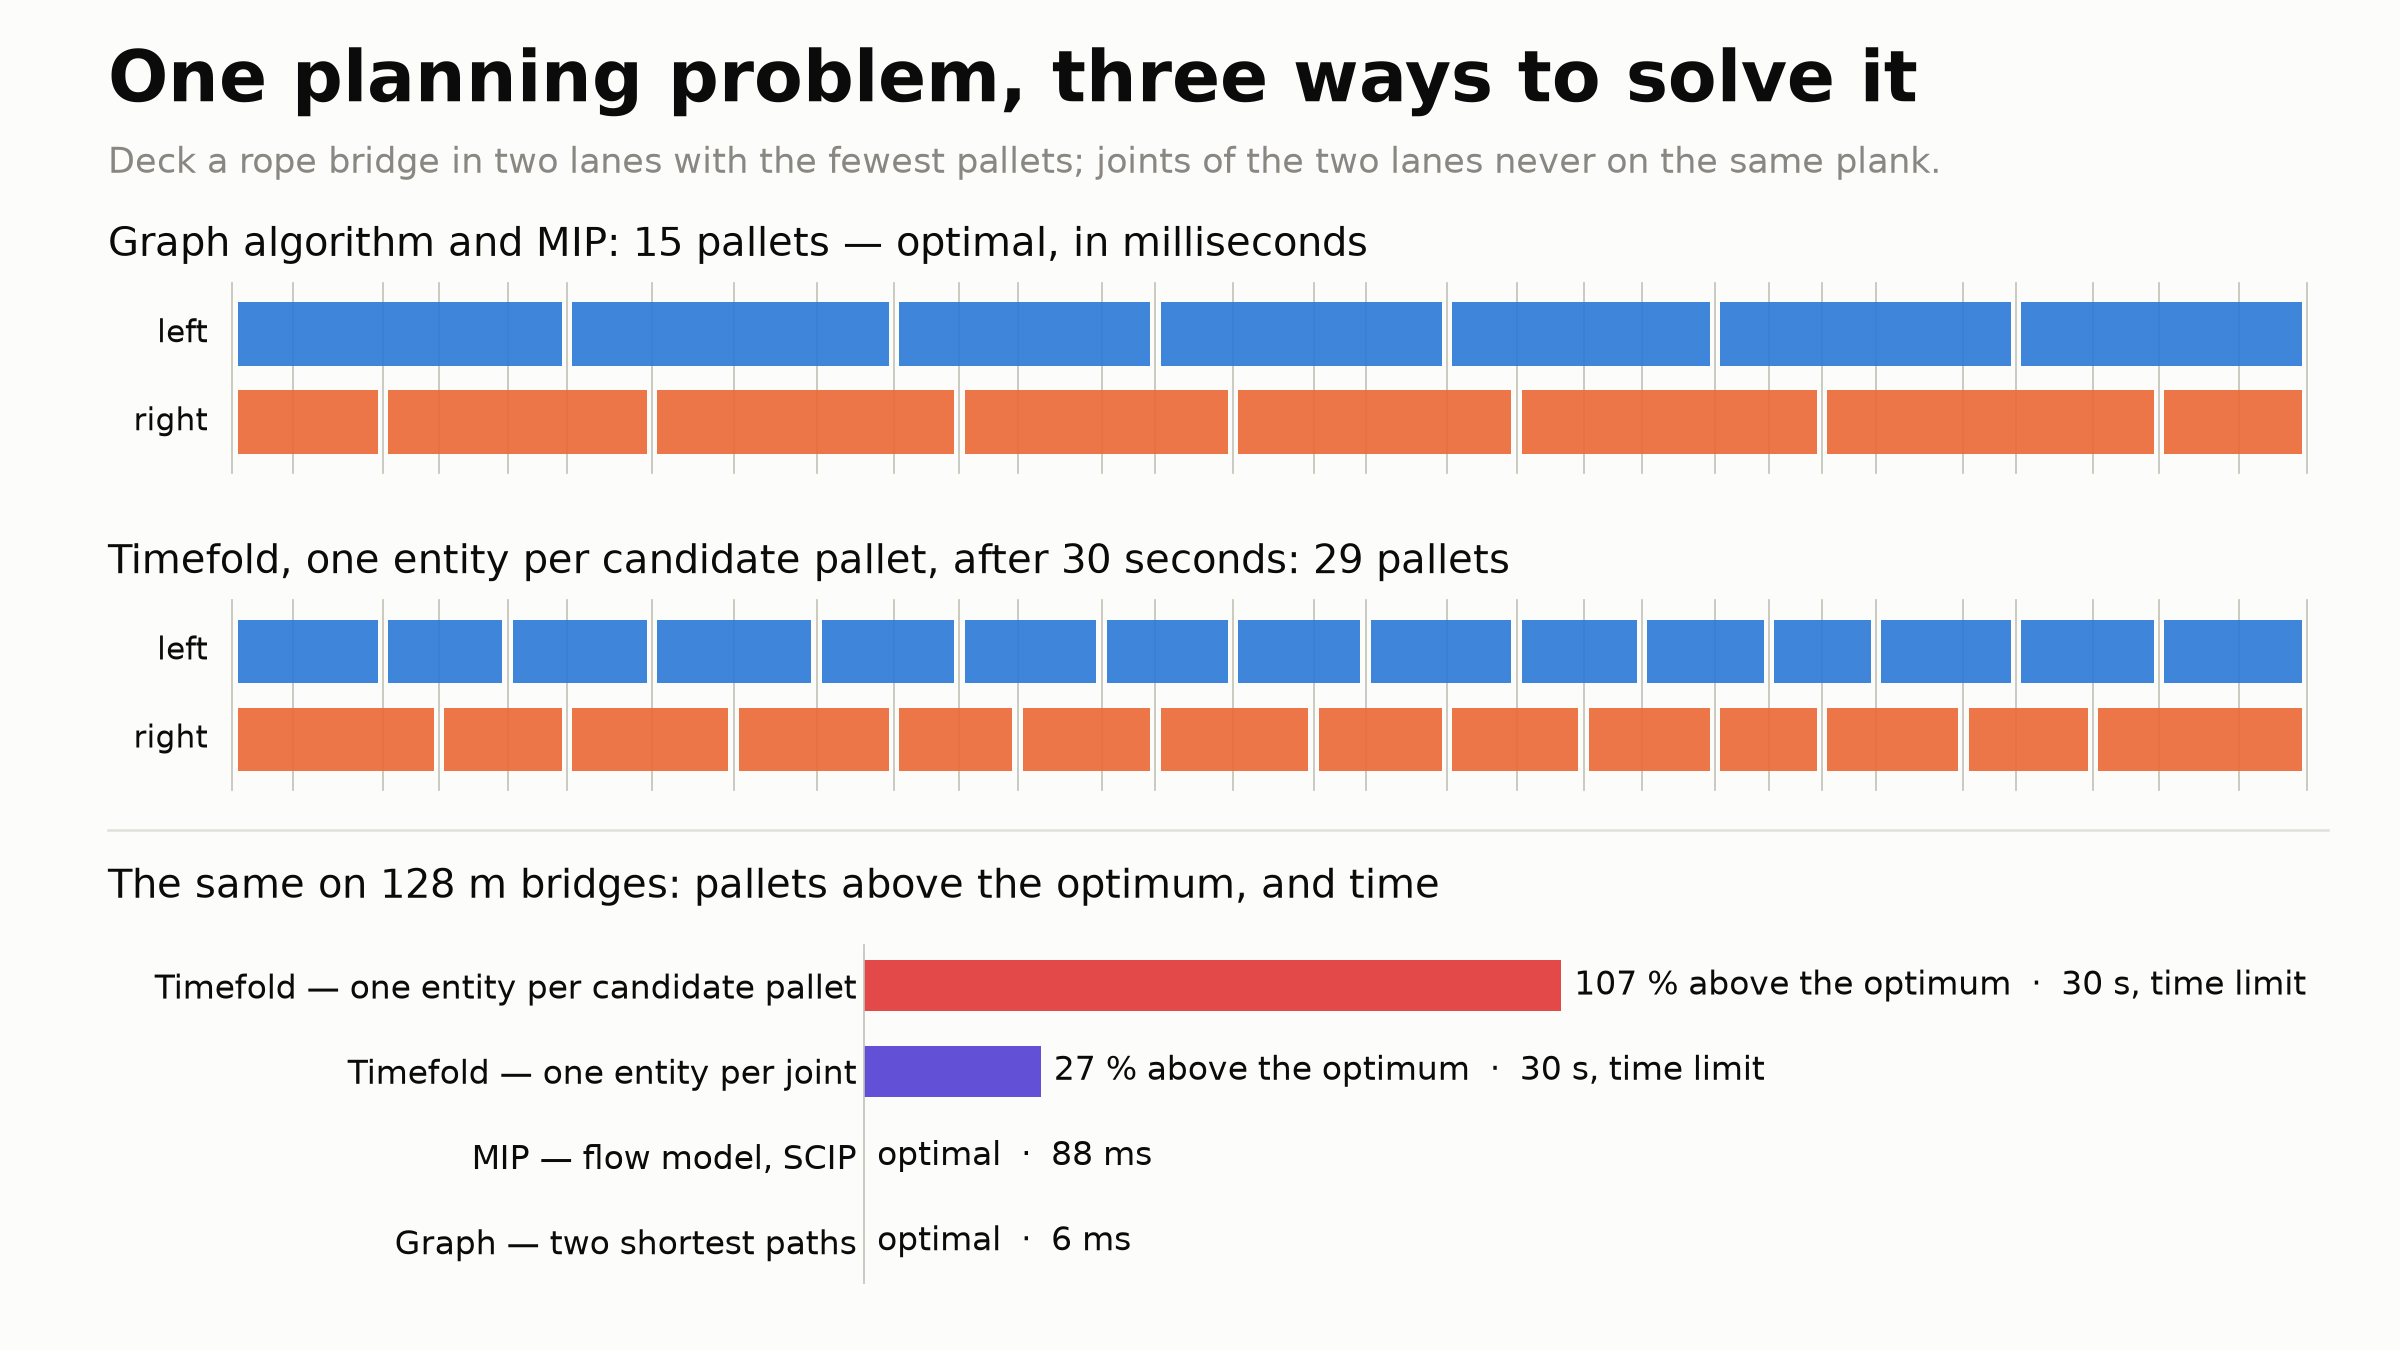 One planning problem, three ways to solve it
Deck a rope bridge in two lanes with the fewest pallets; joints of the two lanes never on the same plank.
Graph algorithm and MIP: 15 pallets — optimal, in milliseconds
left
right
Timefold, one entity per candidate pallet, after 30 seconds: 29 pallets
left
right
The same on 128 m bridges: pallets above the optimum, and time
Timefold — one entity per candidate pallet 107 % above the optimum · 30 s, time limit
Timefold — one entity per joint 27 % above the optimum · 30 s, time limit
MIP — flow model, SCIP optimal · 88 ms
Graph — two shortest paths optimal · 6 ms